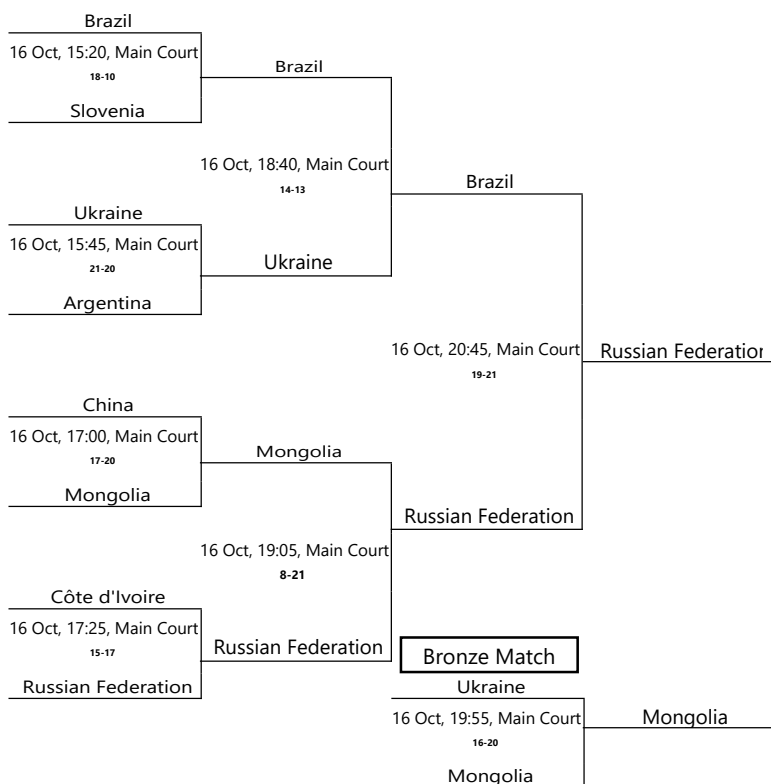 Brazil
16 Oct, 15:20, Main Court
18-10
Slovenia
Brazil
16 Oct, 18:40, Main Court
14-13
Ukraine
16 Oct, 15:45, Main Court
21-20
Argentina
Ukraine
Brazil
16 Oct, 20:45, Main Court
19-21
Russian Federation
China
16 Oct, 17:00, Main Court
17-20
Mongolia
Mongolia
16 Oct, 19:05, Main Court
8-21
Russian Federation
Côte d'Ivoire
16 Oct, 17:25, Main Court
15-17
Russian Federation
Russian Federation
Bronze Match
Ukraine
16 Oct, 19:55, Main Court
16-20
Mongolia
Mongolia